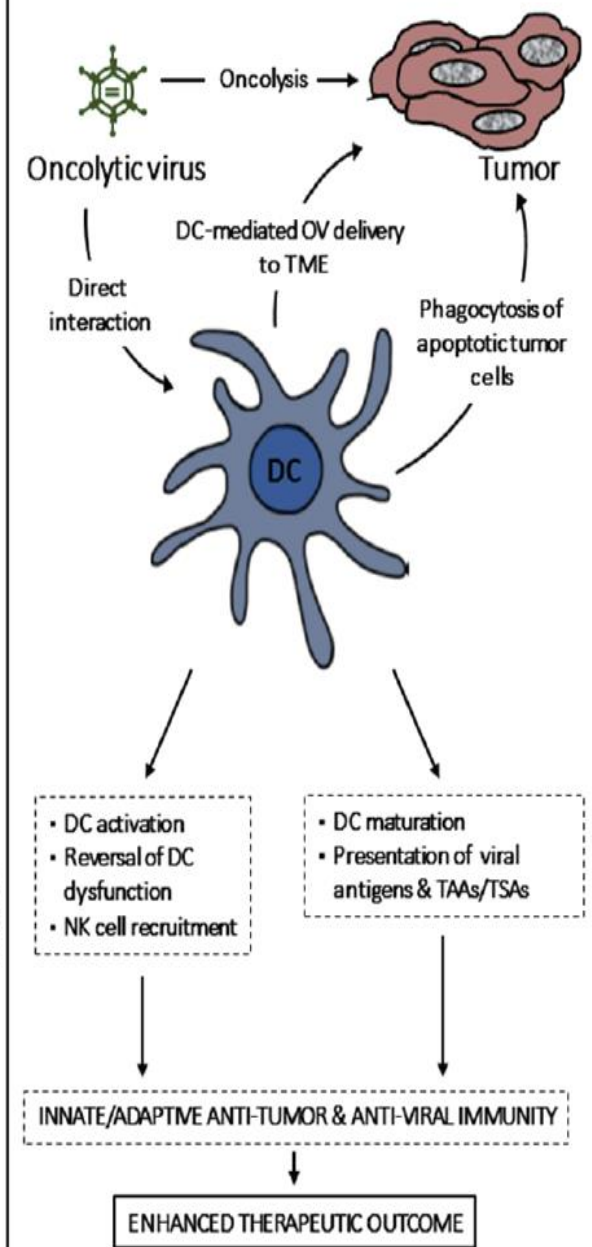 Oncolysis
Oncolytic virus
Tumor
DC-mediated OV delivery
to TME
Direct
interaction
Phagocytosis of
apoptotic tumor
cells
DC
▪ DC activation
▪ Reversal of DC
dysfunction
▪ NK cell recruitment
▪ DC maturation
▪ Presentation of viral
antigens & TAAs/TSAs
INNATE/ADAPTIVE ANTI-TUMOR & ANTI-VIRAL IMMUNITY
ENHANCED THERAPEUTIC OUTCOME